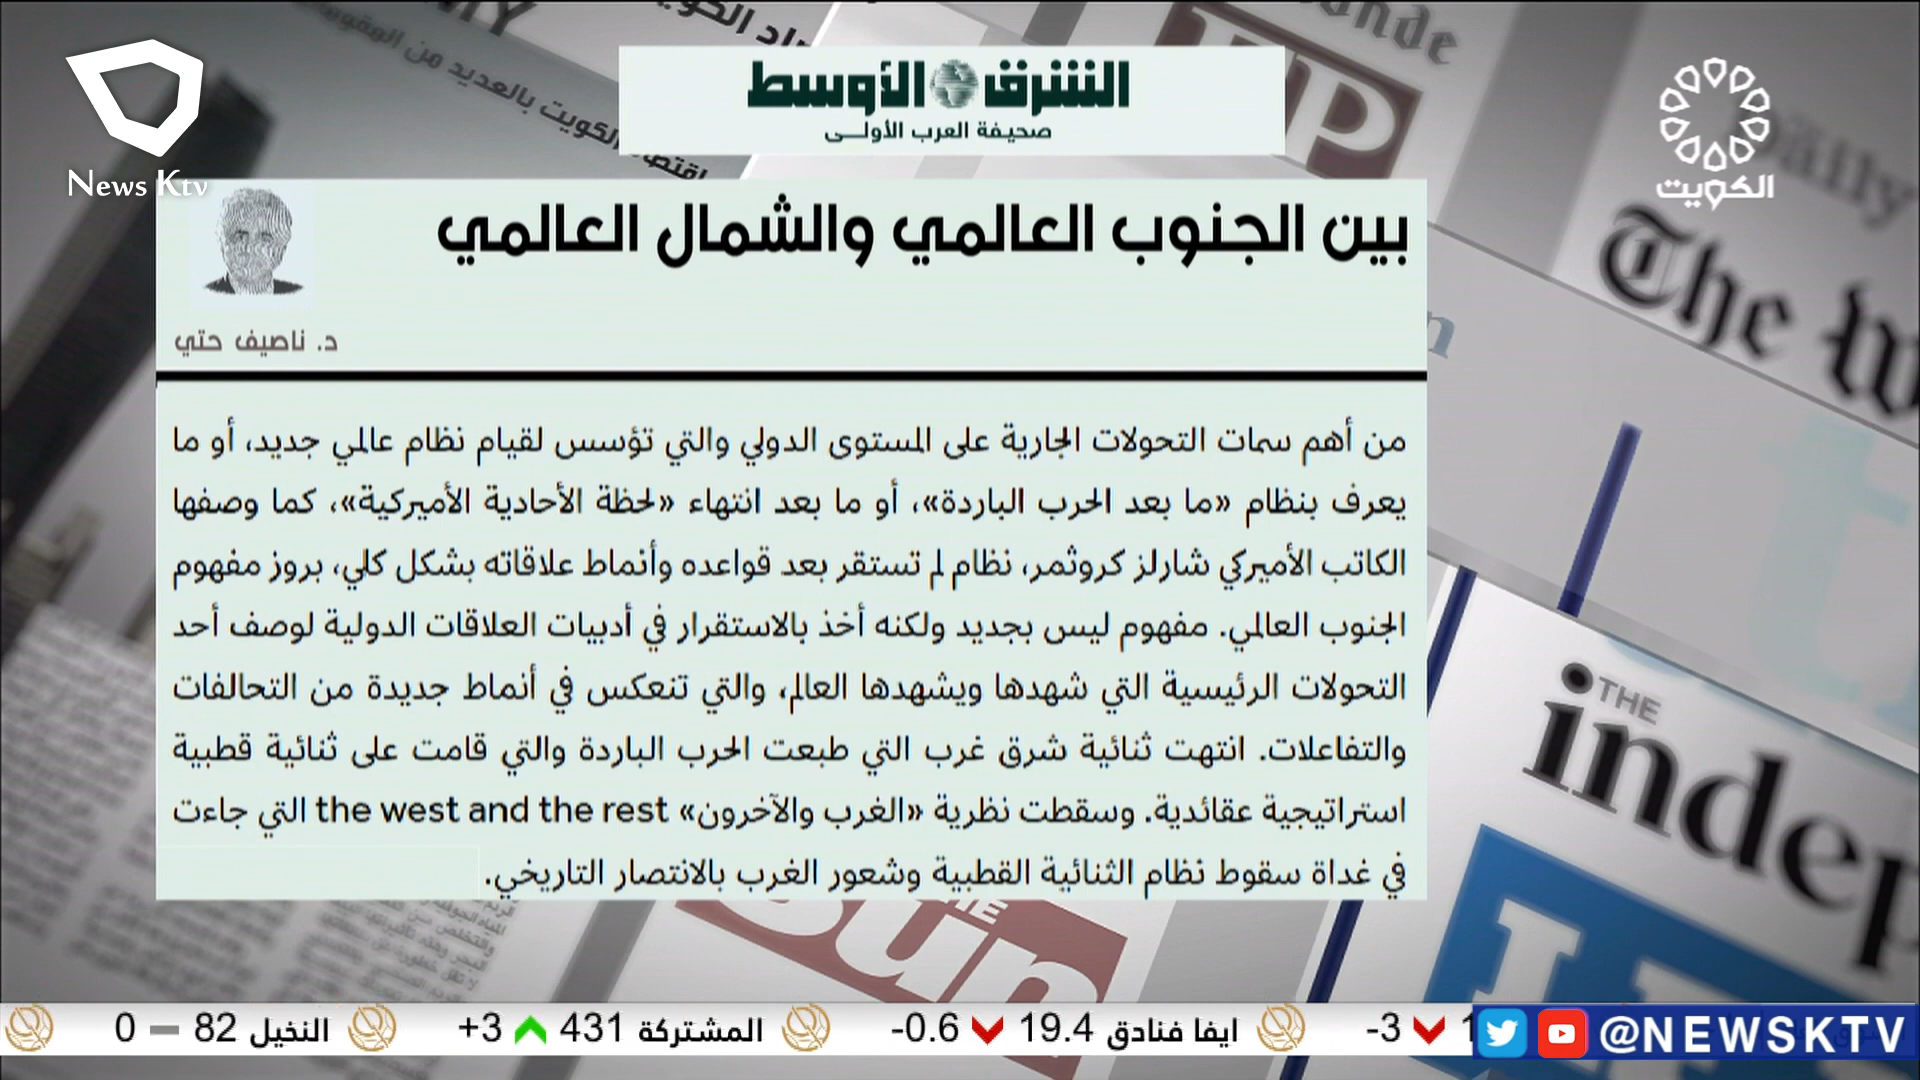 News Ktv
الكويت
الشرق الأوسط
صحيفة العرب الأولى
بين الجنوب العالمي والشمال العالمي
د. ناصيف حتي
من أهم سمات التحولات الجارية على المستوى الدولي والتي تؤسس لقيام نظام عالمي جديد، أو ما
يعرف بنظام «ما بعد الحرب الباردة»، أو ما بعد انتهاء «لحظة الأحادية الأميركية»، كما وصفها
الكاتب الأميركي شارلز كروثمر، نظام لم تستقر بعد قواعده وأنماط علاقاته بشكل كلي، بروز مفهوم
الجنوب العالمي. مفهوم ليس بجديد ولكنه أخذ بالاستقرار في أدبيات العلاقات الدولية لوصف أحد
التحولات الرئيسية التي شهدها ويشهدها العالم، والتي تنعكس في أنماط جديدة من التحالفات
والتفاعلات. انتهت ثنائية شرق غرب التي طبعت الحرب الباردة والتي قامت على ثنائية قطبية
استراتيجية عقائدية. وسقطت نظرية «الغرب والآخرون» the west and the rest التي جاءت
في غداة سقوط نظام الثنائية القطبية وشعور الغرب بالانتصار التاريخي.
Daily
The W
THE
indep
THE
Sun
الكويت بالعديد من
-3
ايفا فنادق 19.4 -0.6
المشتركة 431 +3
النخيل 82 0
@NEWSKTV